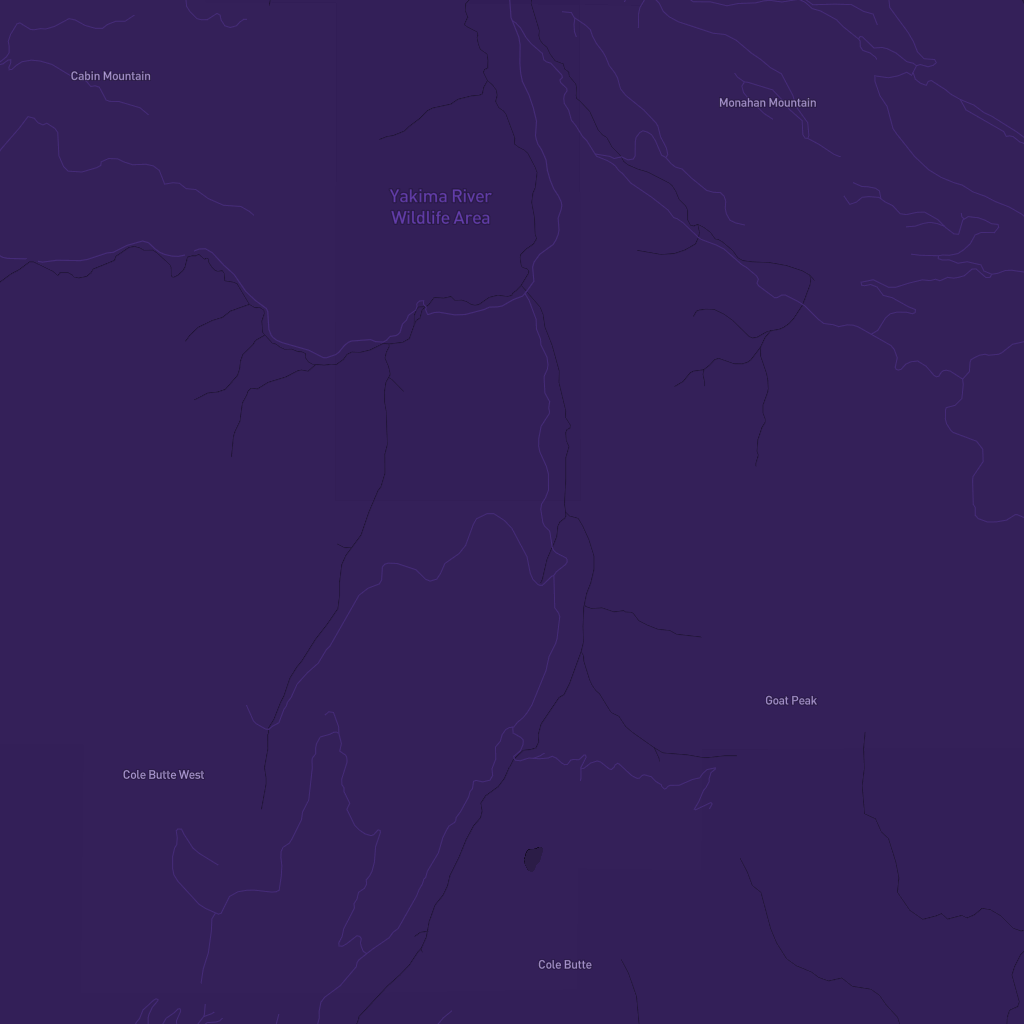 Cabin Mountain
Monahan Mountain
Yakima River
Wildlife Area
Goat Peak
Cole Butte West
Cole Butte